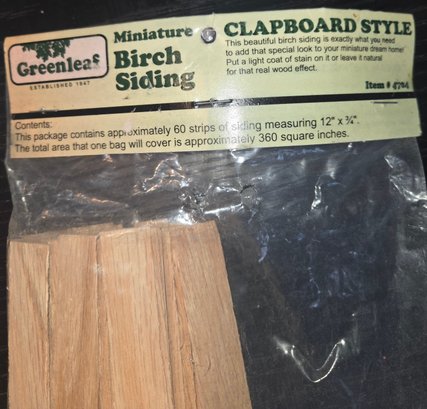 Greenleaf
ESTABLISHED 1947
Miniature
Birch
Siding
CLAPBOARD STYLE
This beautiful birch siding is exactly what you need
to add that special look to your miniature dream home!
Put a light coat of stain on it or leave it natural
for that real wood effect.
Item # 4724
Contents:
This package contains approximately 60 strips of siding measuring 12" x ¾".
The total area that one bag will cover is approximately 360 square inches.